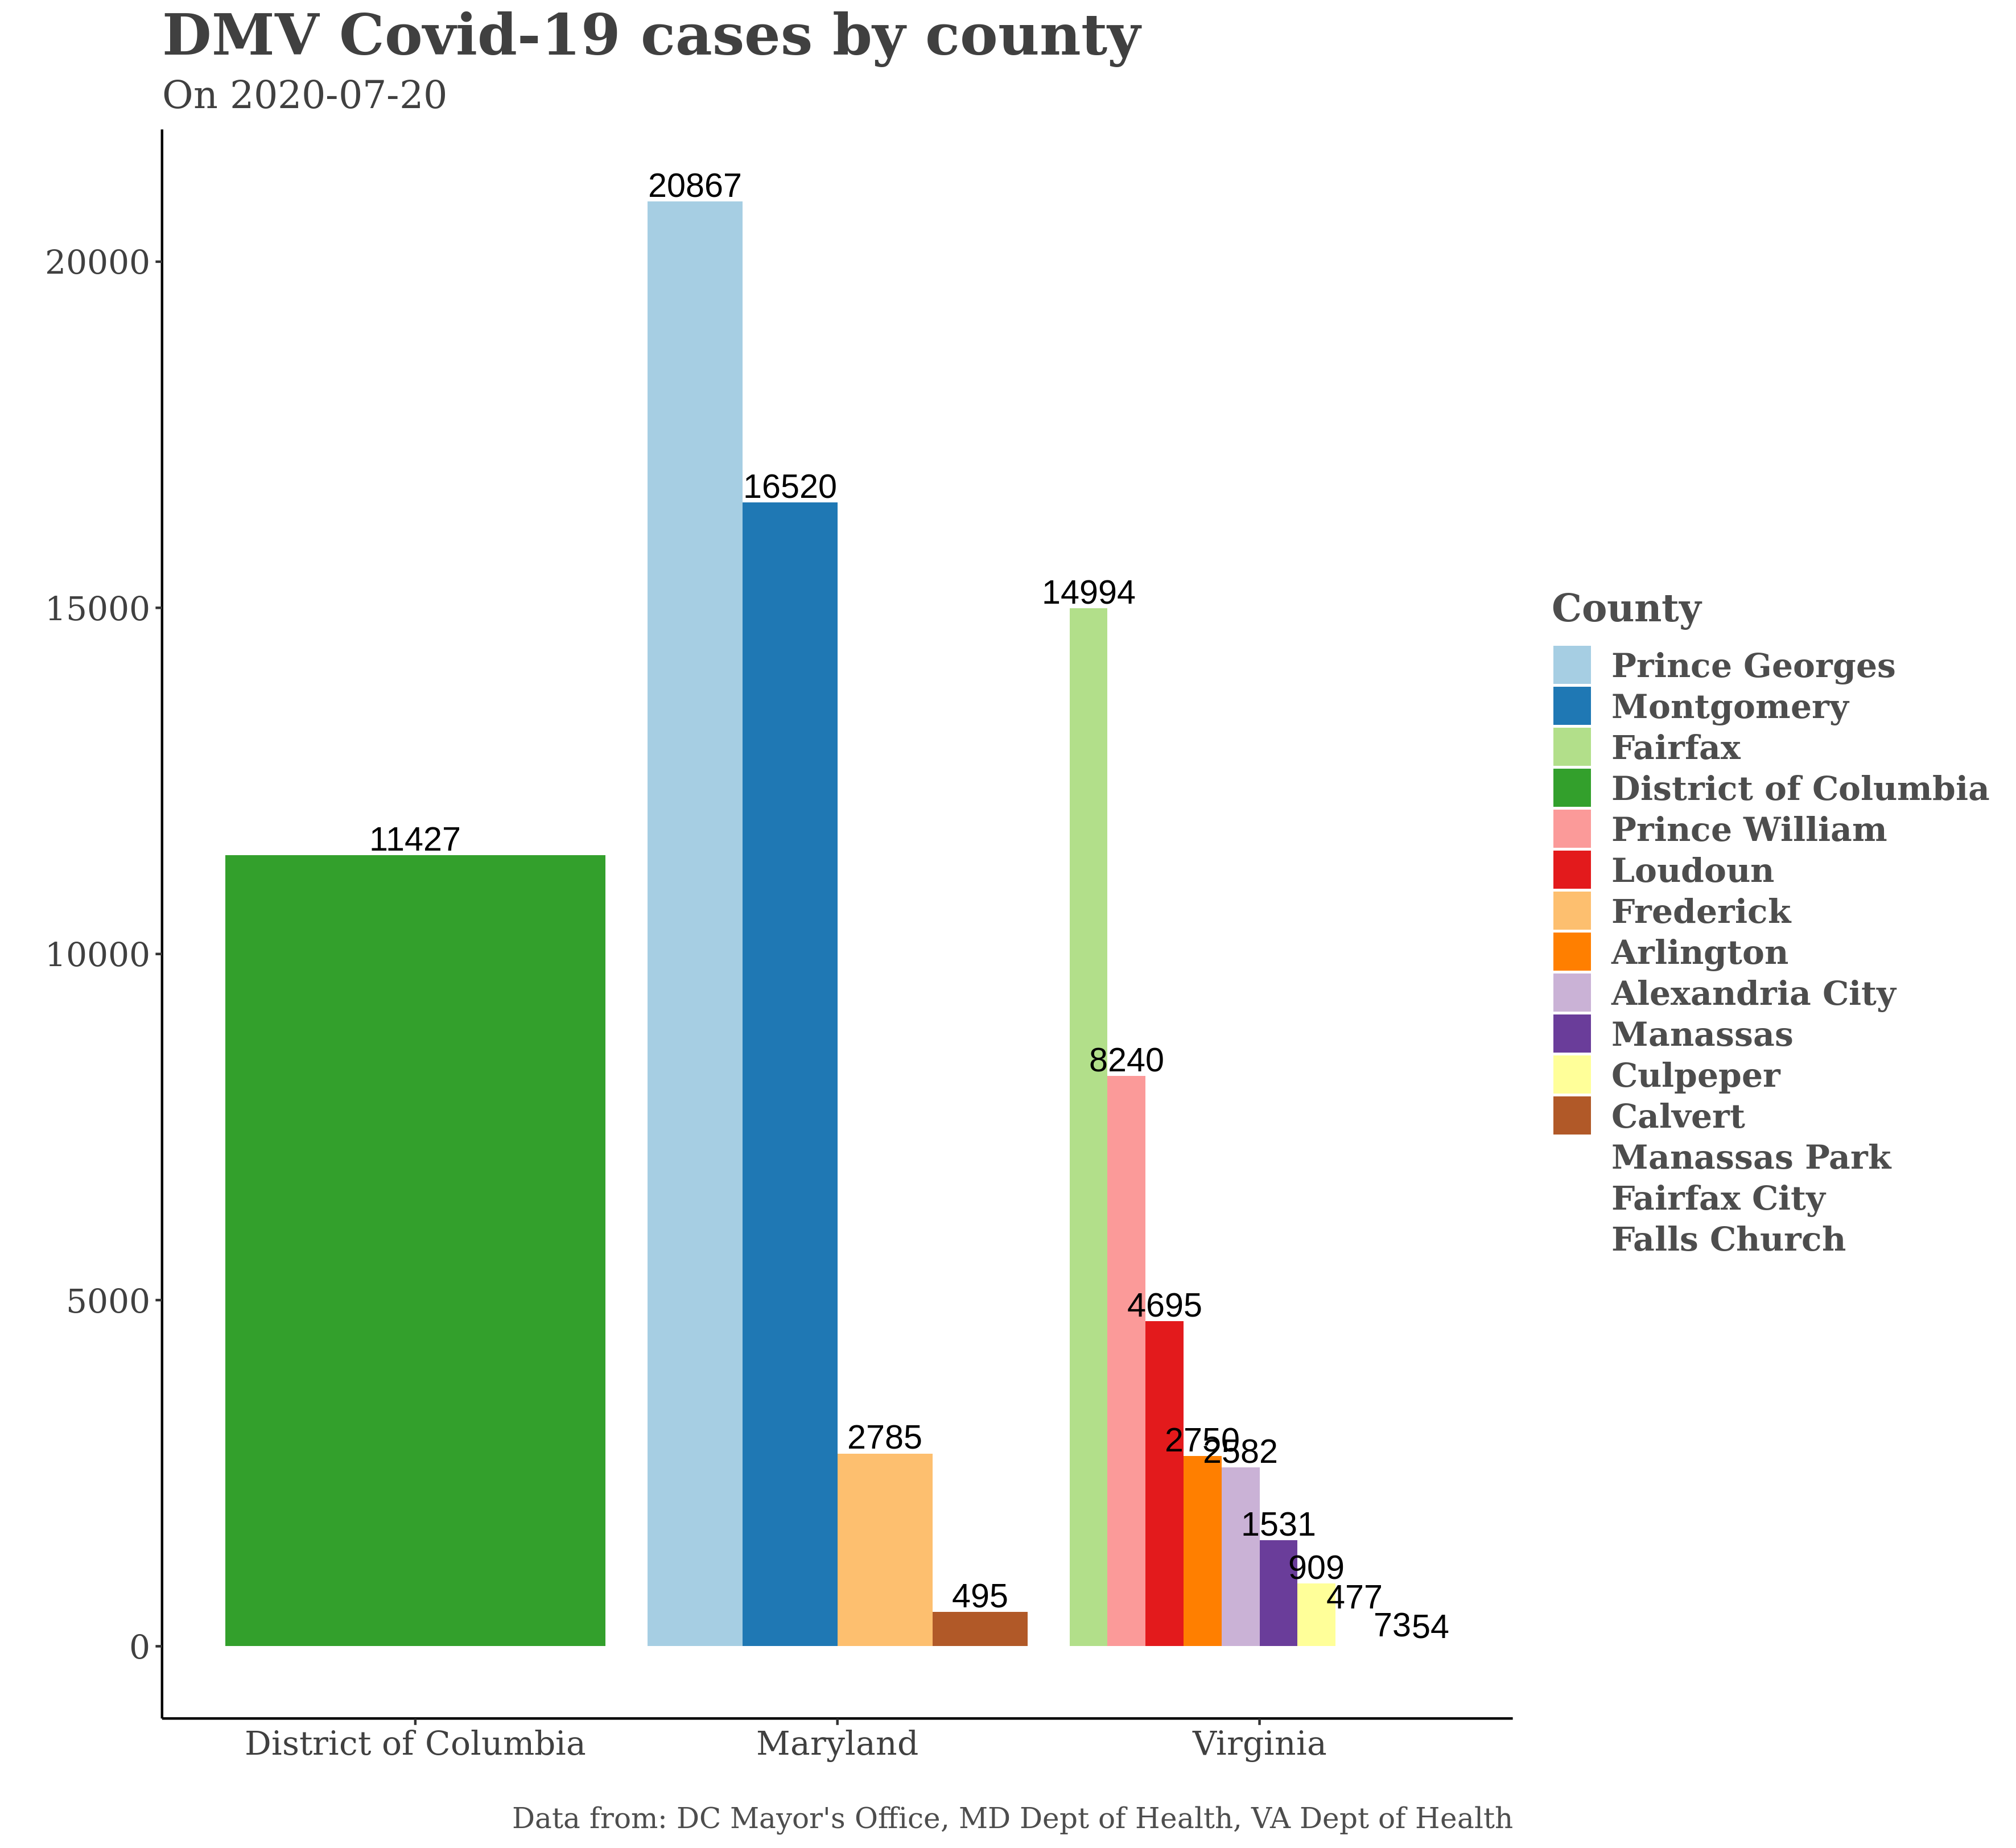 DMV Covid-19 cases by county
On 2020-07-20
20867
20000
16520
14994
15000
County
Prince Georges
Montgomery
Fairfax
District of Columbia
Prince William
Loudoun
Frederick
Arlington
Alexandria City
Manassas
Culpeper
Calvert
Manassas Park
Fairfax City
Falls Church
11427
10000
8240
5000
4695
2785
2750
2582
1531
909
495
477
73
54
0
District of Columbia
Maryland
Virginia
Data from: DC Mayor's Office, MD Dept of Health, VA Dept of Health